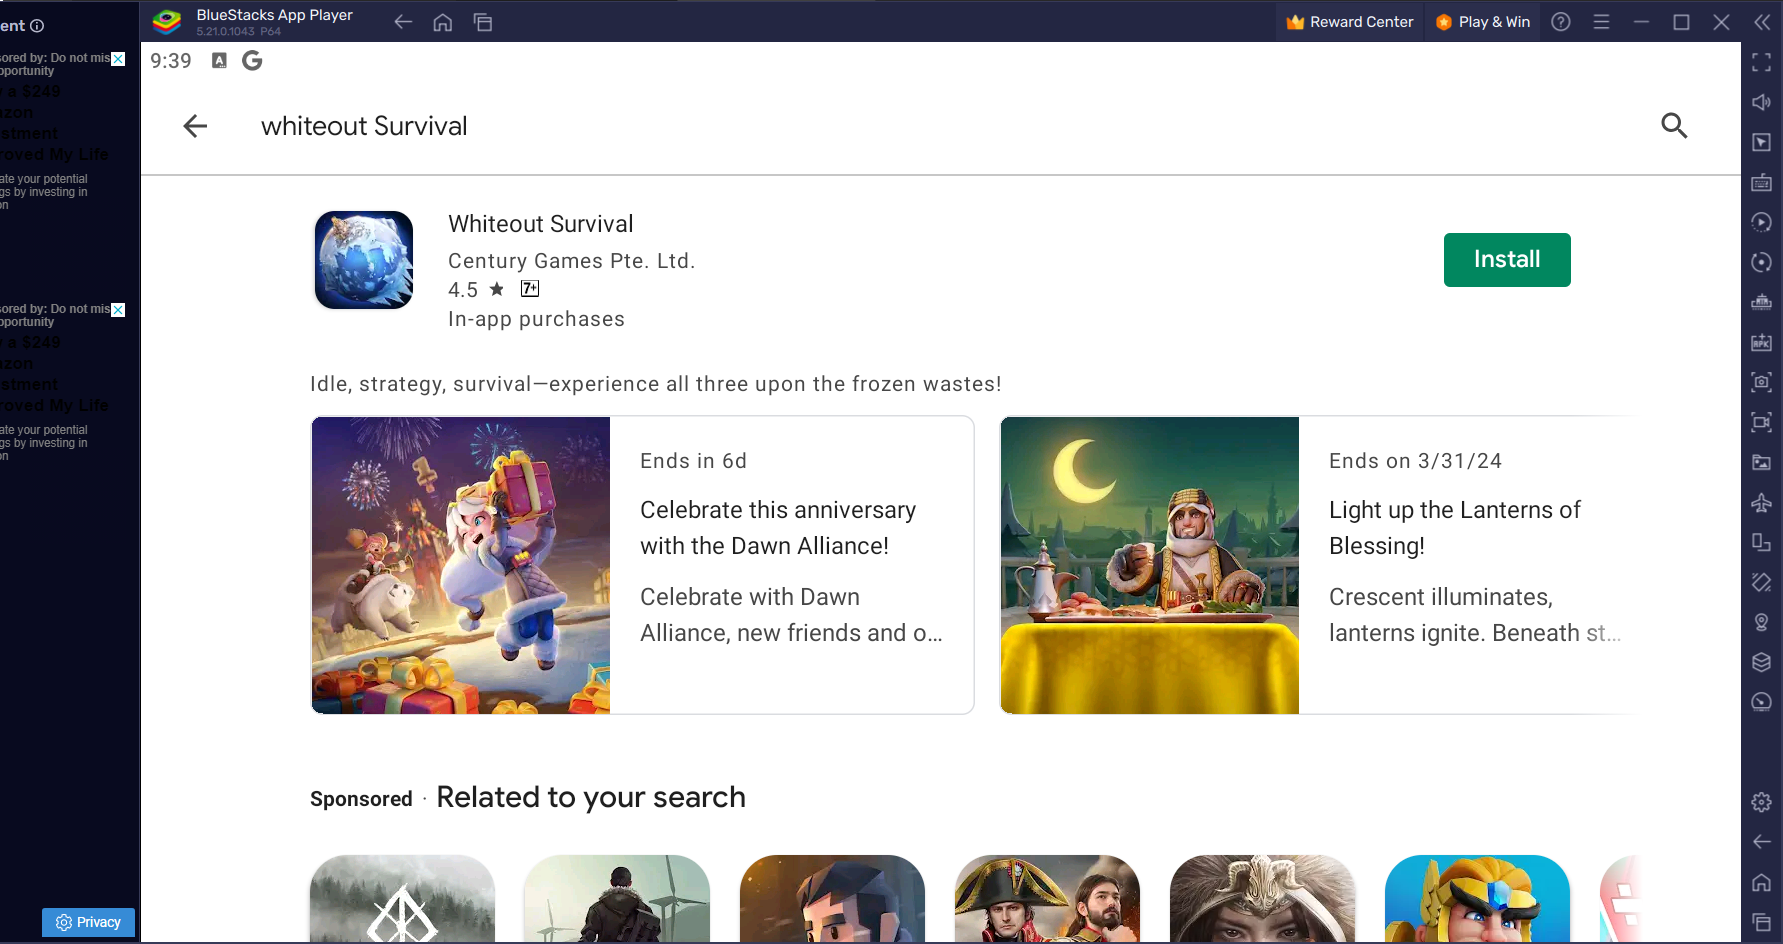 BlueStacks App Player
5.21.0.1043 P64
Reward Center
Play & Win
ent
ored by: Do not mis
pportunity
a $249
zon
stment
roved My Life
ate your potential
gs by investing in
on
ored by: Do not mis
pportunity
a $249
zon
stment
roved My Life
ate your potential
gs by investing in
on
Privacy
9:39
A
G
whiteout Survival
Whiteout Survival
Century Games Pte. Ltd.
4.5 ★ 7+
In-app purchases
Install
Idle, strategy, survival—experience all three upon the frozen wastes!
1
Ends in 6d
Celebrate this anniversary
with the Dawn Alliance!
Celebrate with Dawn
Alliance, new friends and o...
Ends on 3/31/24
Light up the Lanterns of
Blessing!
Crescent illuminates,
lanterns ignite. Beneath st...
Sponsored · Related to your search